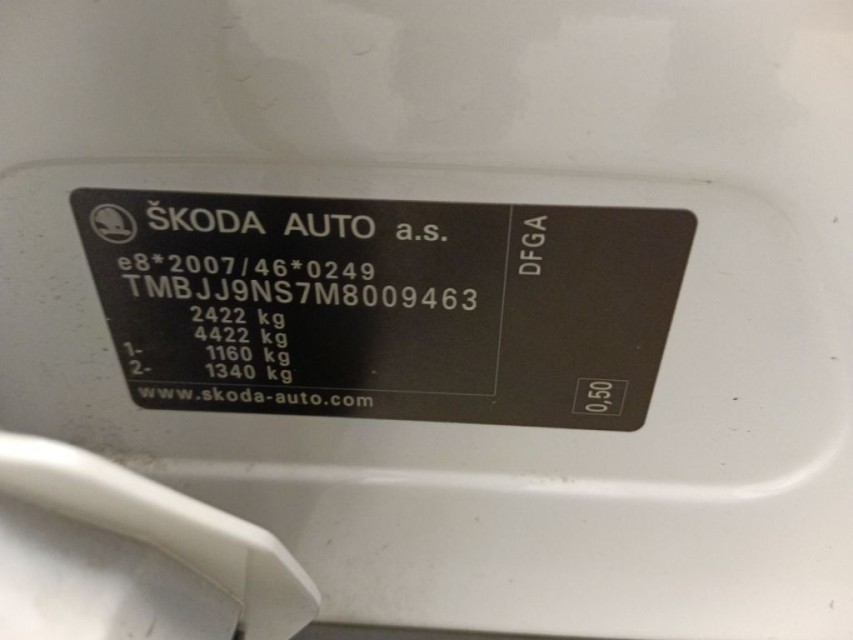 ŠKODA AUTO a.s.
e8*2007/46*0249
TMBJJ9NS7M8009463
2422 kg
4422 kg
1- 1160 kg
2- 1340 kg
www.skoda-auto.com
DFGA
0,50